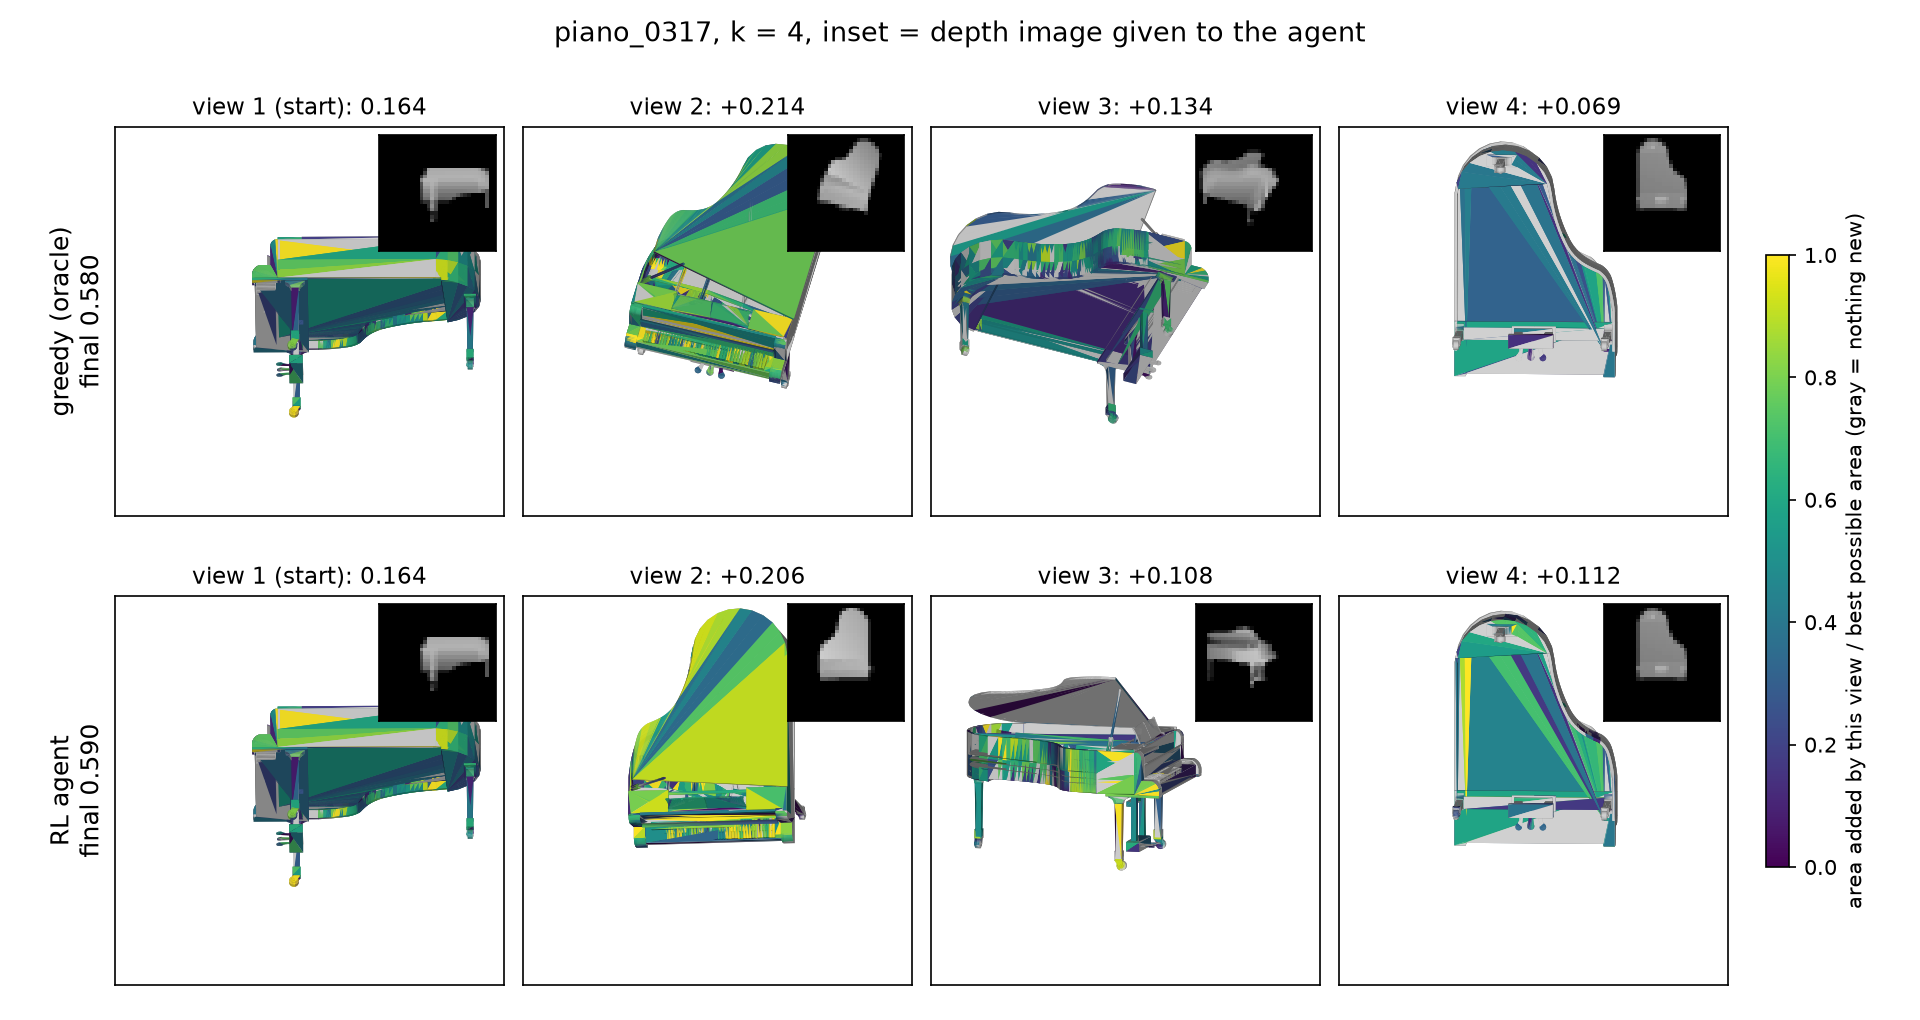 piano_0317, k = 4, inset = depth image given to the agent
view 1 (start): 0.164
view 2: +0.214
view 3: +0.134
view 4: +0.069
greedy (oracle)
final 0.580
view 1 (start): 0.164
view 2: +0.206
view 3: +0.108
view 4: +0.112
RL agent
final 0.590
1.0
0.8
0.6
0.4
0.2
0.0
area added by this view / best possible area (gray = nothing new)